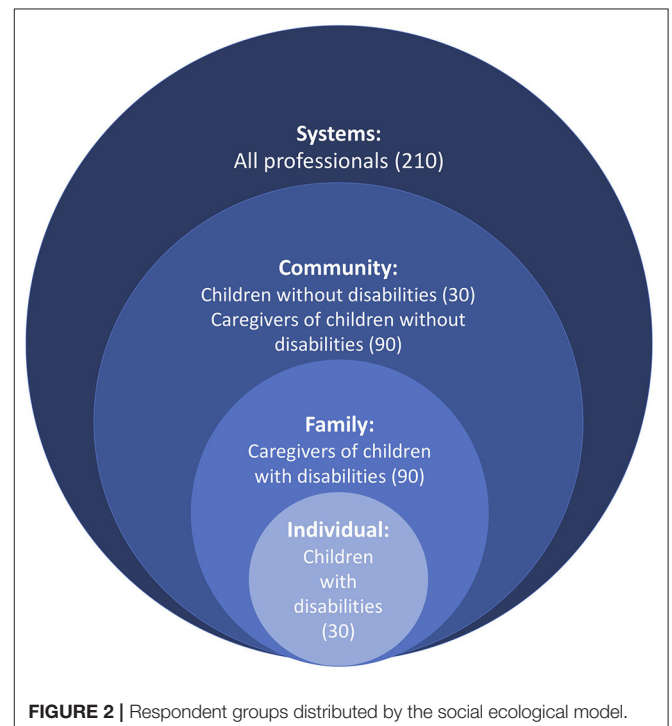 Systems:
All professionals (210)
Community:
Children without disabilities (30)
Caregivers of children without
disabilities (90)
Family:
Caregivers of children
with disabilities (90)
Individual:
Children
with
disabilities
(30)
FIGURE 2 | Respondent groups distributed by the social ecological model.